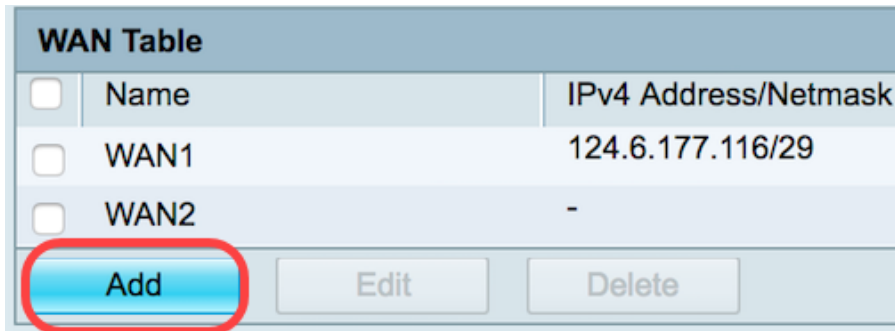 WAN Table
Name IPv4 Address/Netmask
WAN1 124.6.177.116/29
WAN2 -
Add Edit Delete